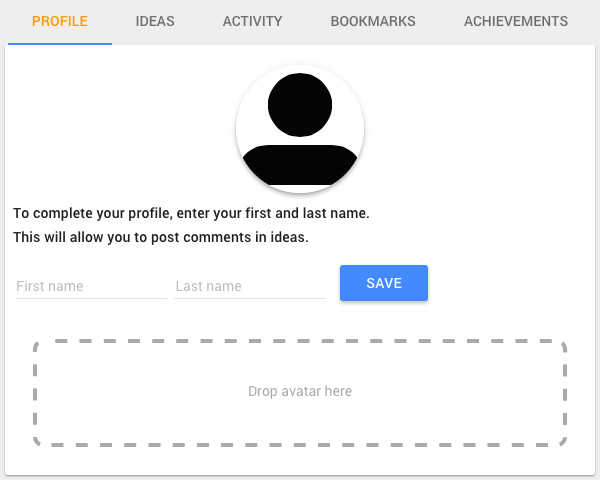 PROFILE IDEAS ACTIVITY BOOKMARKS ACHIEVEMENTS
To complete your profile, enter your first and last name.
This will allow you to post comments in ideas.
First name Last name SAVE
Drop avatar here